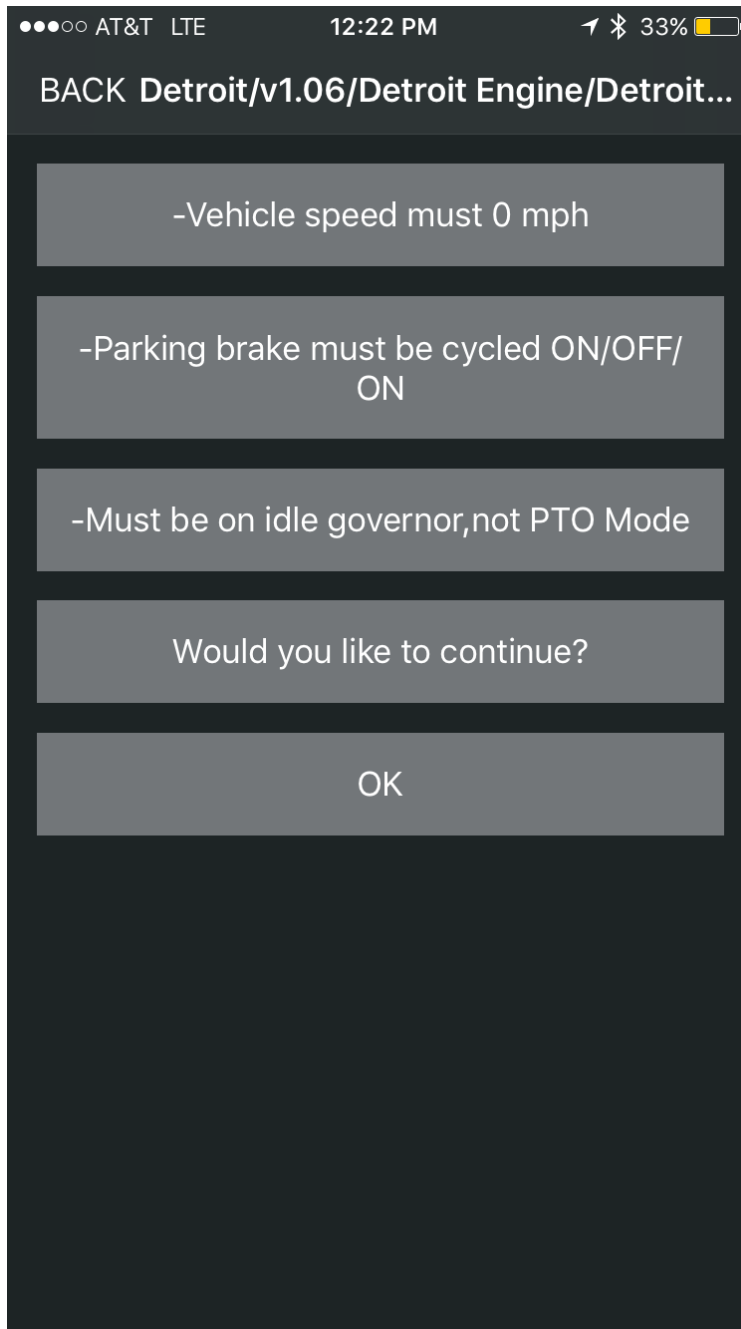 AT&T LTE 12:22 PM 33%
BACK Detroit/v1.06/Detroit Engine/Detroit...
-Vehicle speed must 0 mph
-Parking brake must be cycled ON/OFF/
ON
-Must be on idle governor,not PTO Mode
Would you like to continue?
OK